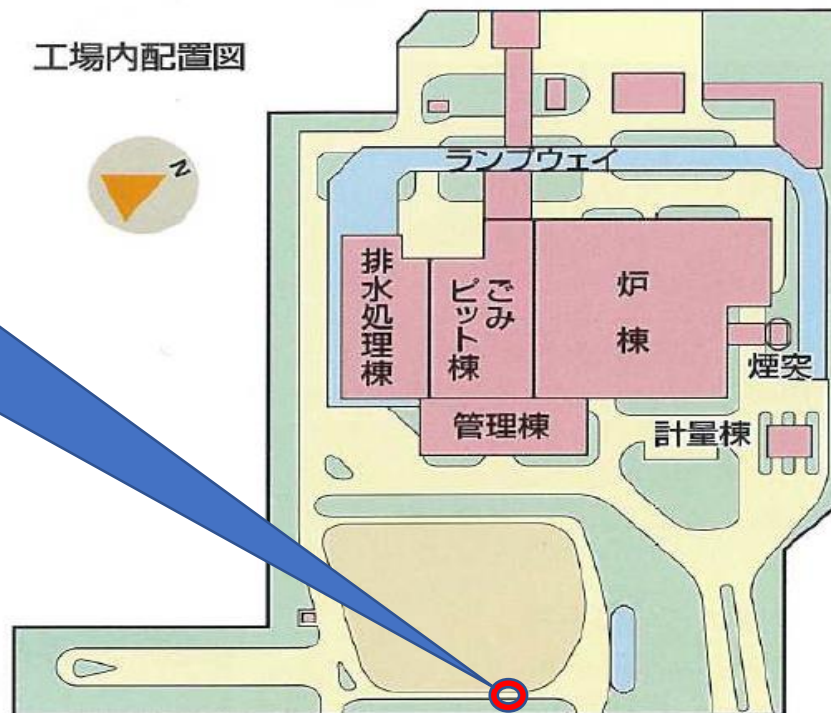 工場内配置図
N
ランプウェイ
排水処理棟
ごみ
ピット棟
炉棟
煙突
管理棟
計量棟